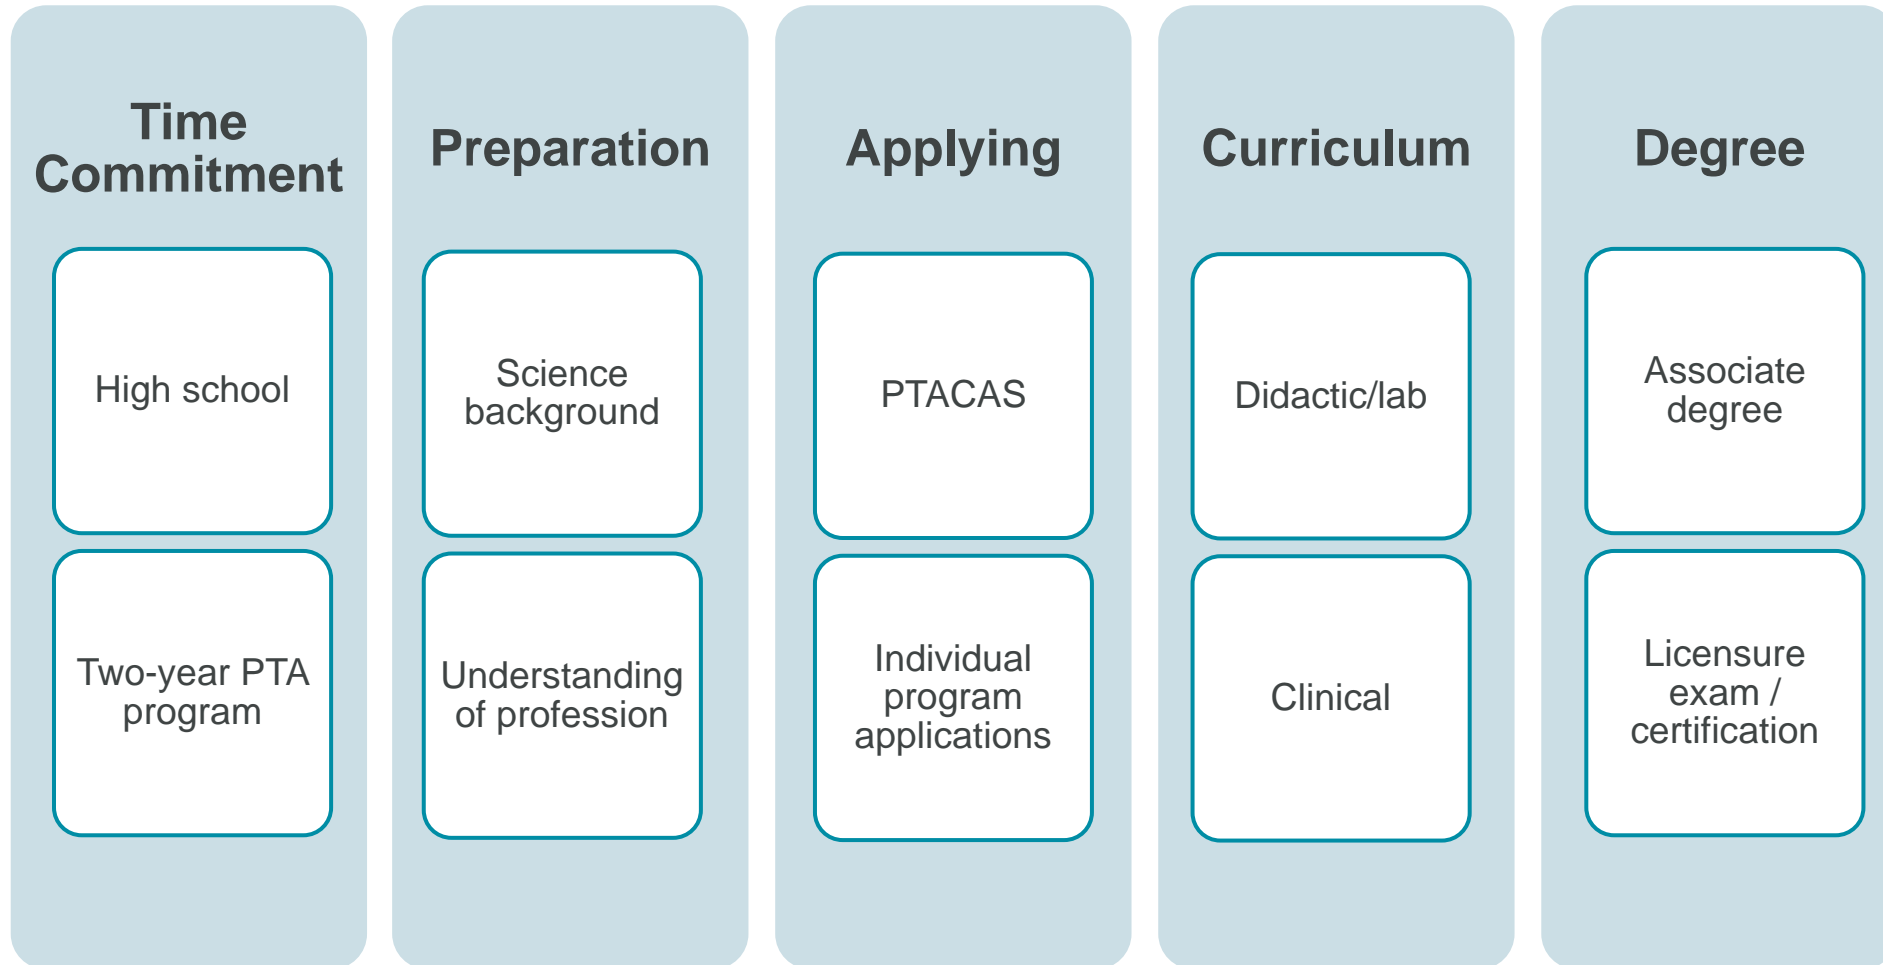 Time
Commitment
High school
Two-year PTA
program
Preparation
Science
background
Understanding
of profession
Applying
PTACAS
Individual
program
applications
Curriculum
Didactic/lab
Clinical
Degree
Associate
degree
Licensure
exam /
certification